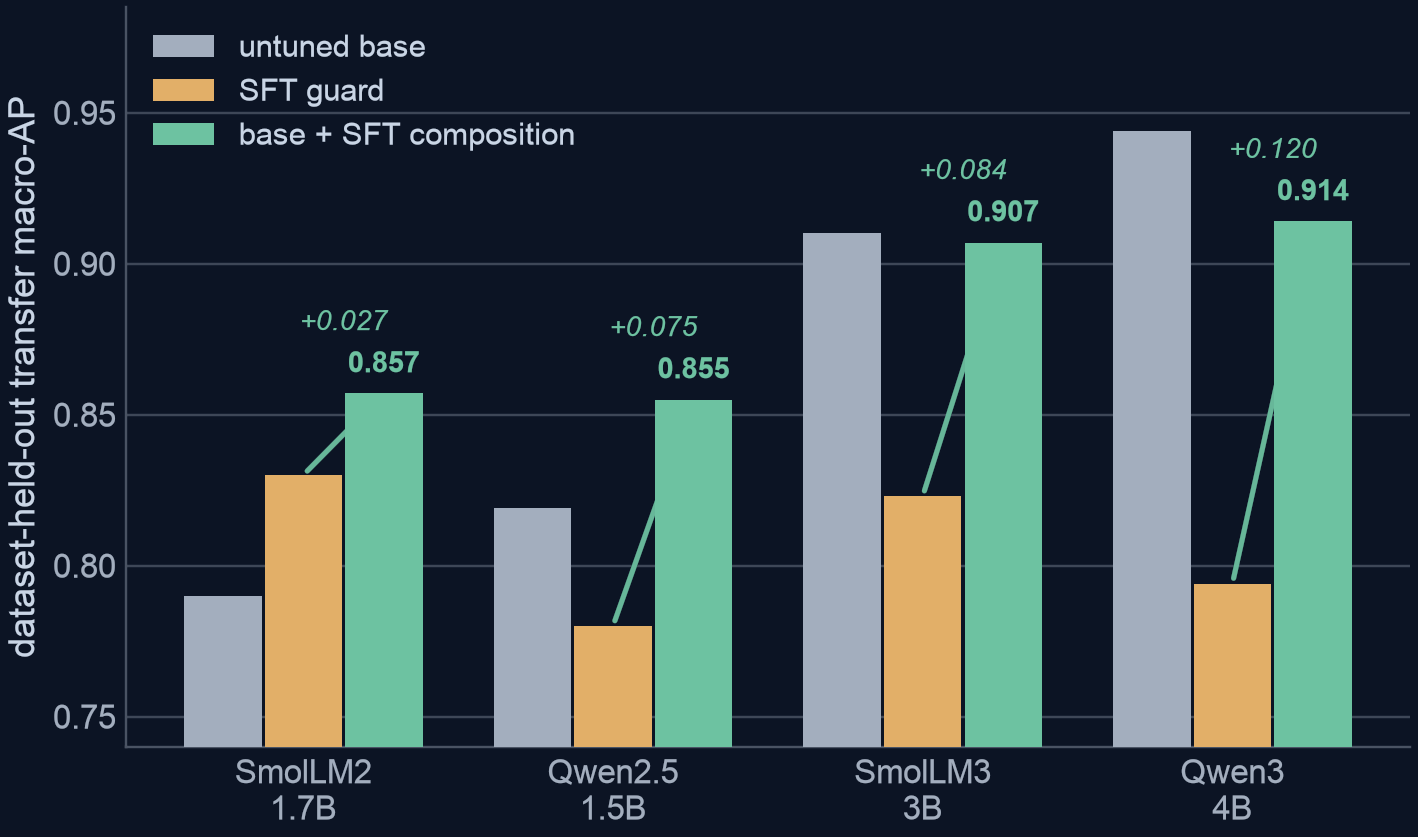 untuned base
SFT guard
base + SFT composition
dataset-held-out transfer macro-AP
0.95
0.90
0.85
0.80
0.75
+0.027
0.857
+0.075
0.855
+0.084
0.907
+0.120
0.914
SmolLM2
1.7B
Qwen2.5
1.5B
SmolLM3
3B
Qwen3
4B